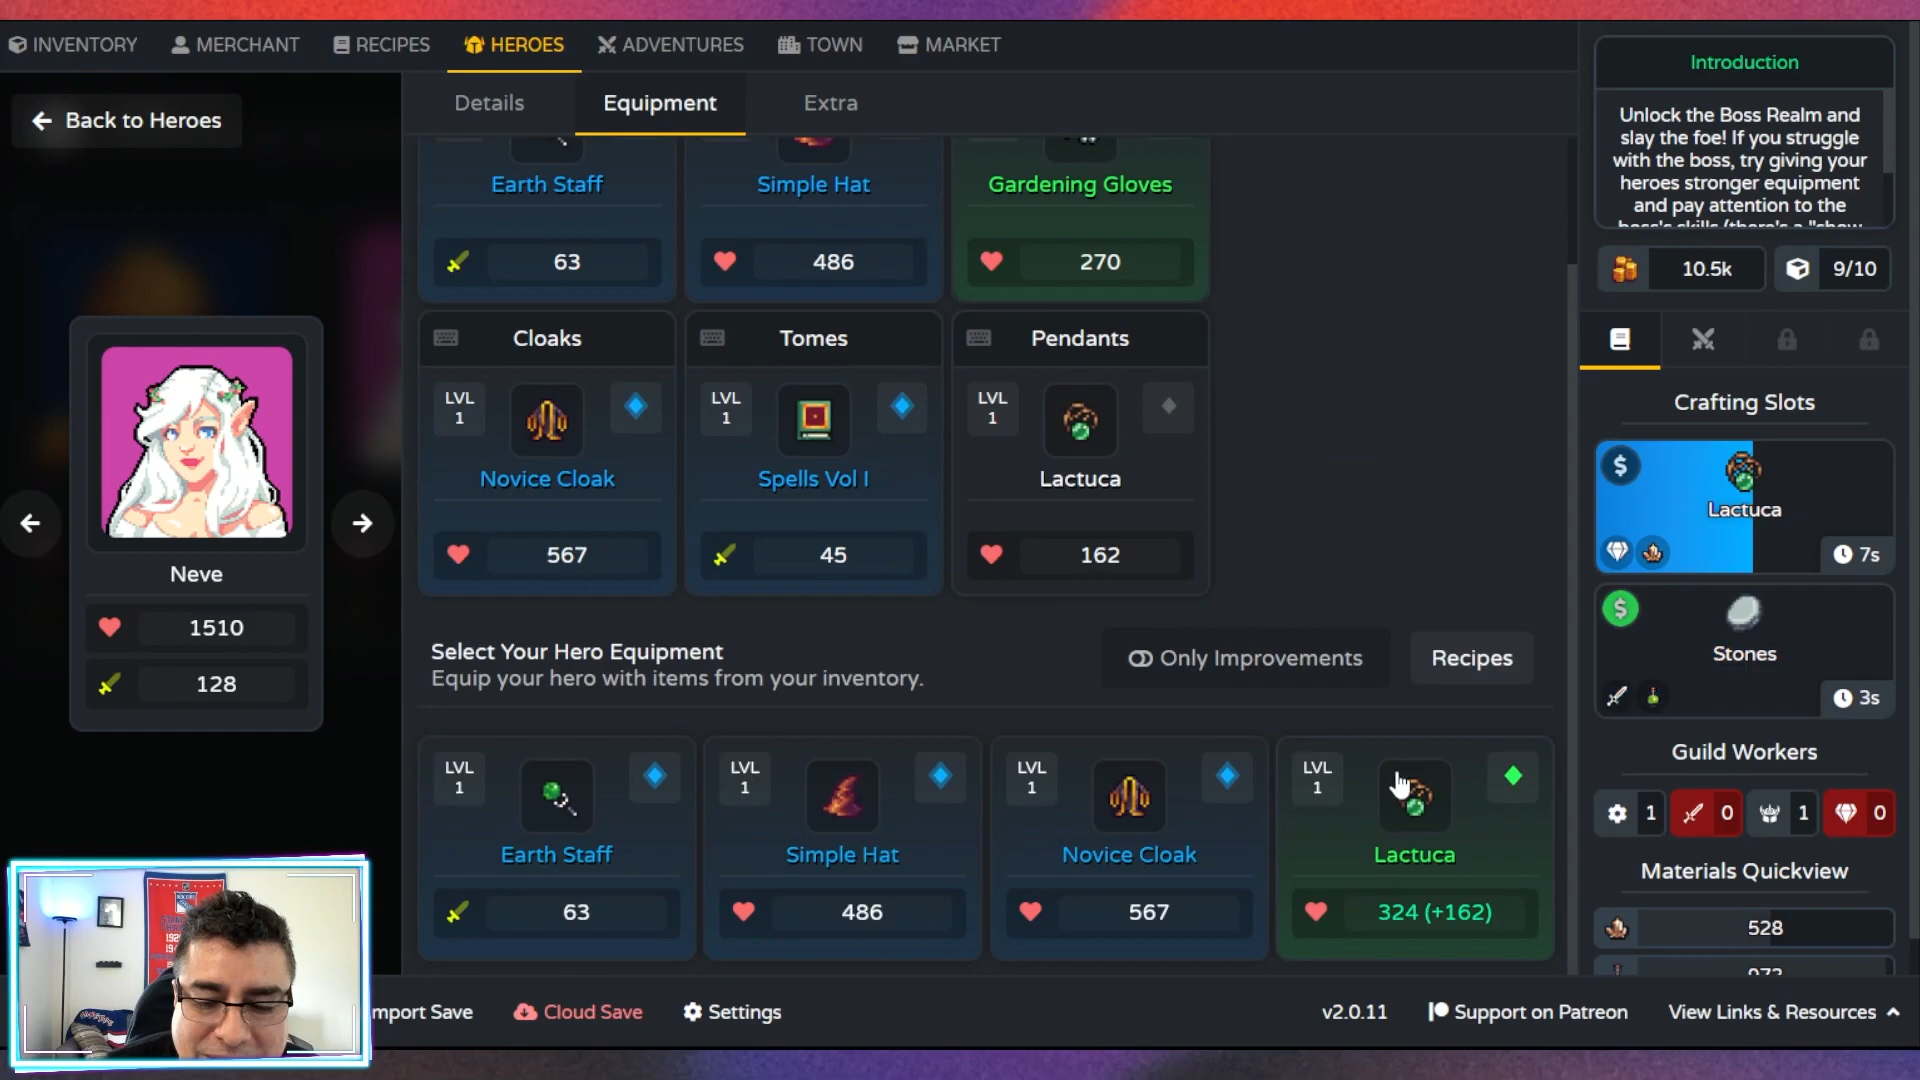 INVENTORY
MERCHANT
RECIPES
HEROES
ADVENTURES
TOWN
MARKET
Back to Heroes
Details
Equipment
Extra
Earth Staff
63
Simple Hat
486
Gardening Gloves
270
Cloaks
LVL
1
Novice Cloak
567
Tomes
LVL
1
Spells Vol I
45
Pendants
LVL
1
Lactuca
162
Neve
1510
128
Select Your Hero Equipment
Equip your hero with items from your inventory.
Only Improvements
Recipes
LVL
1
Earth Staff
63
LVL
1
Simple Hat
486
LVL
1
Novice Cloak
567
LVL
1
Lactuca
324 (+162)
Introduction
Unlock the Boss Realm and
slay the foe! If you struggle
with the boss, try giving your
heroes stronger equipment
and pay attention to the
boss's skills (there's a "show
10.5k
9/10
Crafting Slots
$
Lactuca
7s
$
Stones
3s
Guild Workers
1
0
1
0
Materials Quickview
528
mport Save
Cloud Save
Settings
v2.0.11
Support on Patreon
View Links & Resources